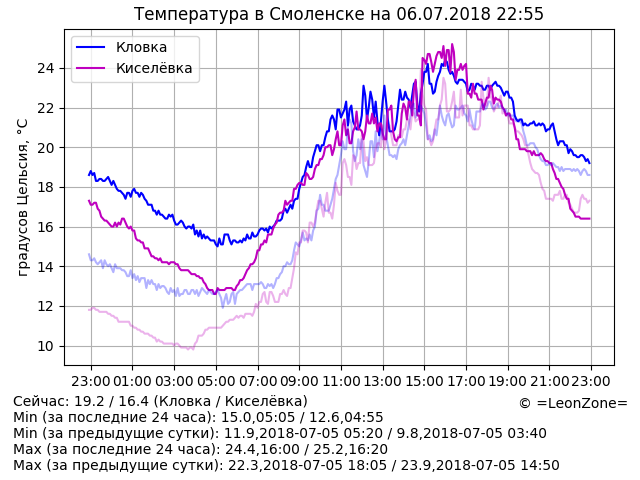 Температура в Смоленске на 06.07.2018 22:55
Кловка
Киселёвка
градусов Цельсия, °C
24
22
20
18
16
14
12
10
23:00 01:00 03:00 05:00 07:00 09:00 11:00 13:00 15:00 17:00 19:00 21:00 23:00
Сейчас: 19.2 / 16.4 (Кловка / Киселёвка)
© =LeonZone=
Min (за последние 24 часа): 15.0,05:05 / 12.6,04:55
Min (за предыдущие сутки): 11.9,2018-07-05 05:20 / 9.8,2018-07-05 03:40
Max (за последние 24 часа): 24.4,16:00 / 25.2,16:20
Max (за предыдущие сутки): 22.3,2018-07-05 18:05 / 23.9,2018-07-05 14:50